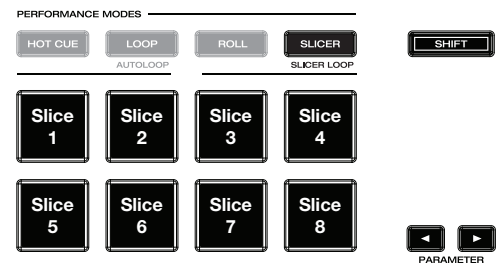 PERFORMANCE MODES
HOT CUE LOOP ROLL SLICER SHIFT
AUTOLOOP SLICER LOOP
Slice 1
Slice 2
Slice 3
Slice 4
Slice 5
Slice 6
Slice 7
Slice 8
PARAMETER